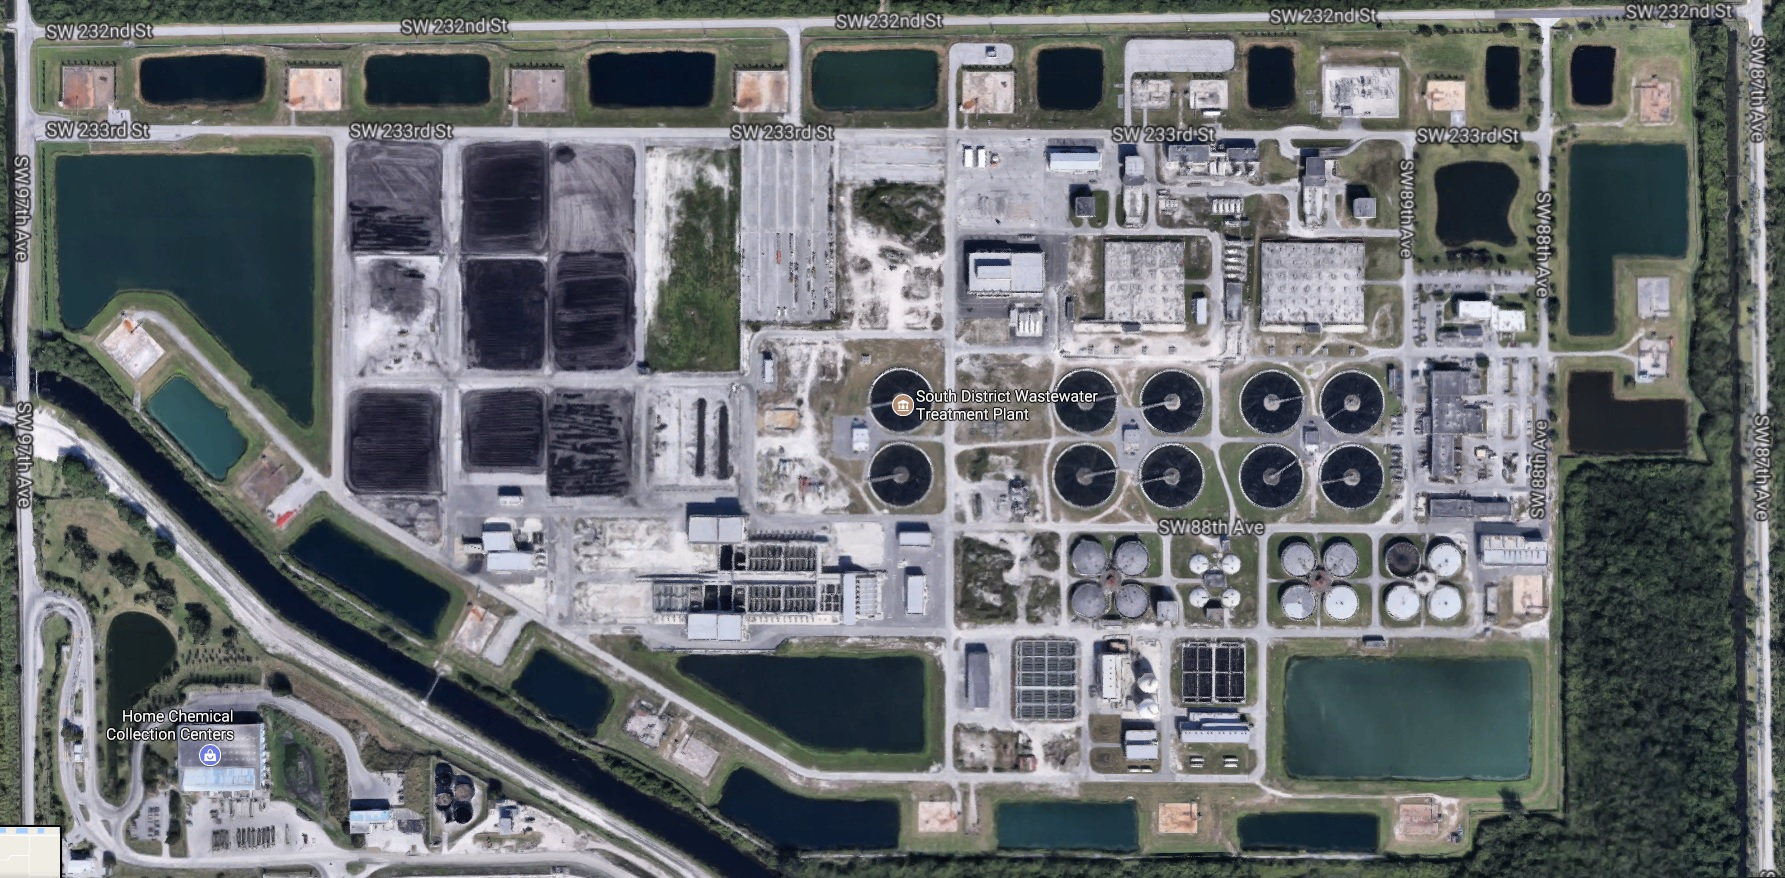 SW 232nd St
SW 232nd St
SW 232nd St
SW 232nd St
SW 232nd St
SW 233rd St
SW 233rd St
SW 233rd St
SW 233rd St
SW 233rd St
SW 97th Ave
SW 97th Ave
SW 89th Ave
SW 88th Ave
SW 88th Ave
SW 88th Ave
SW 87th Ave
SW 87th Ave
South District Wastewater
Treatment Plant
Home Chemical
Collection Centers